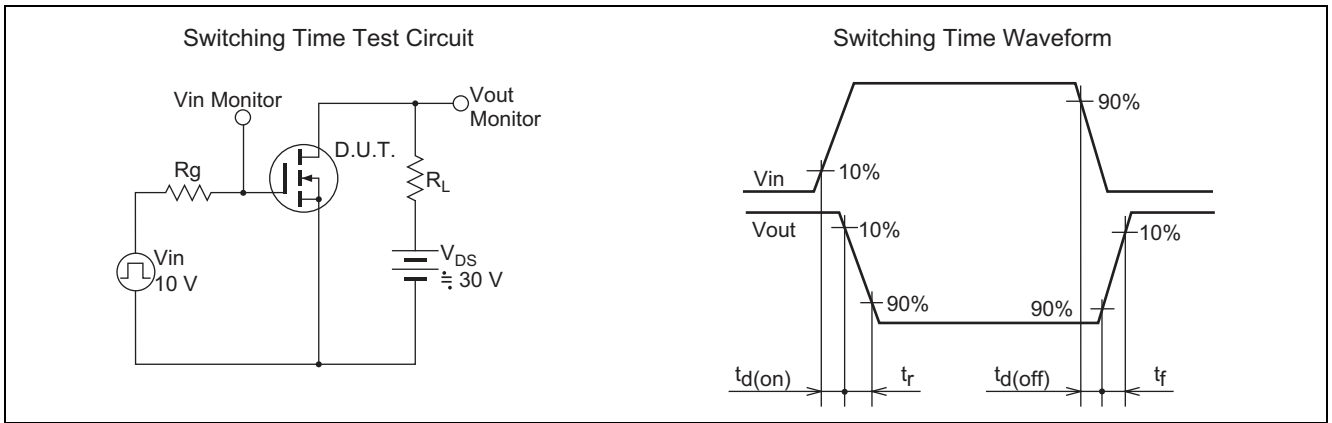 Switching Time Test Circuit
Vin Monitor
Vout
Monitor
D.U.T.
Rg
RL
Vin
10 V
VDS
≒ 30 V
Switching Time Waveform
90%
10%
Vin
Vout
10%
10%
90%
90%
td(on)
tr
td(off)
tf